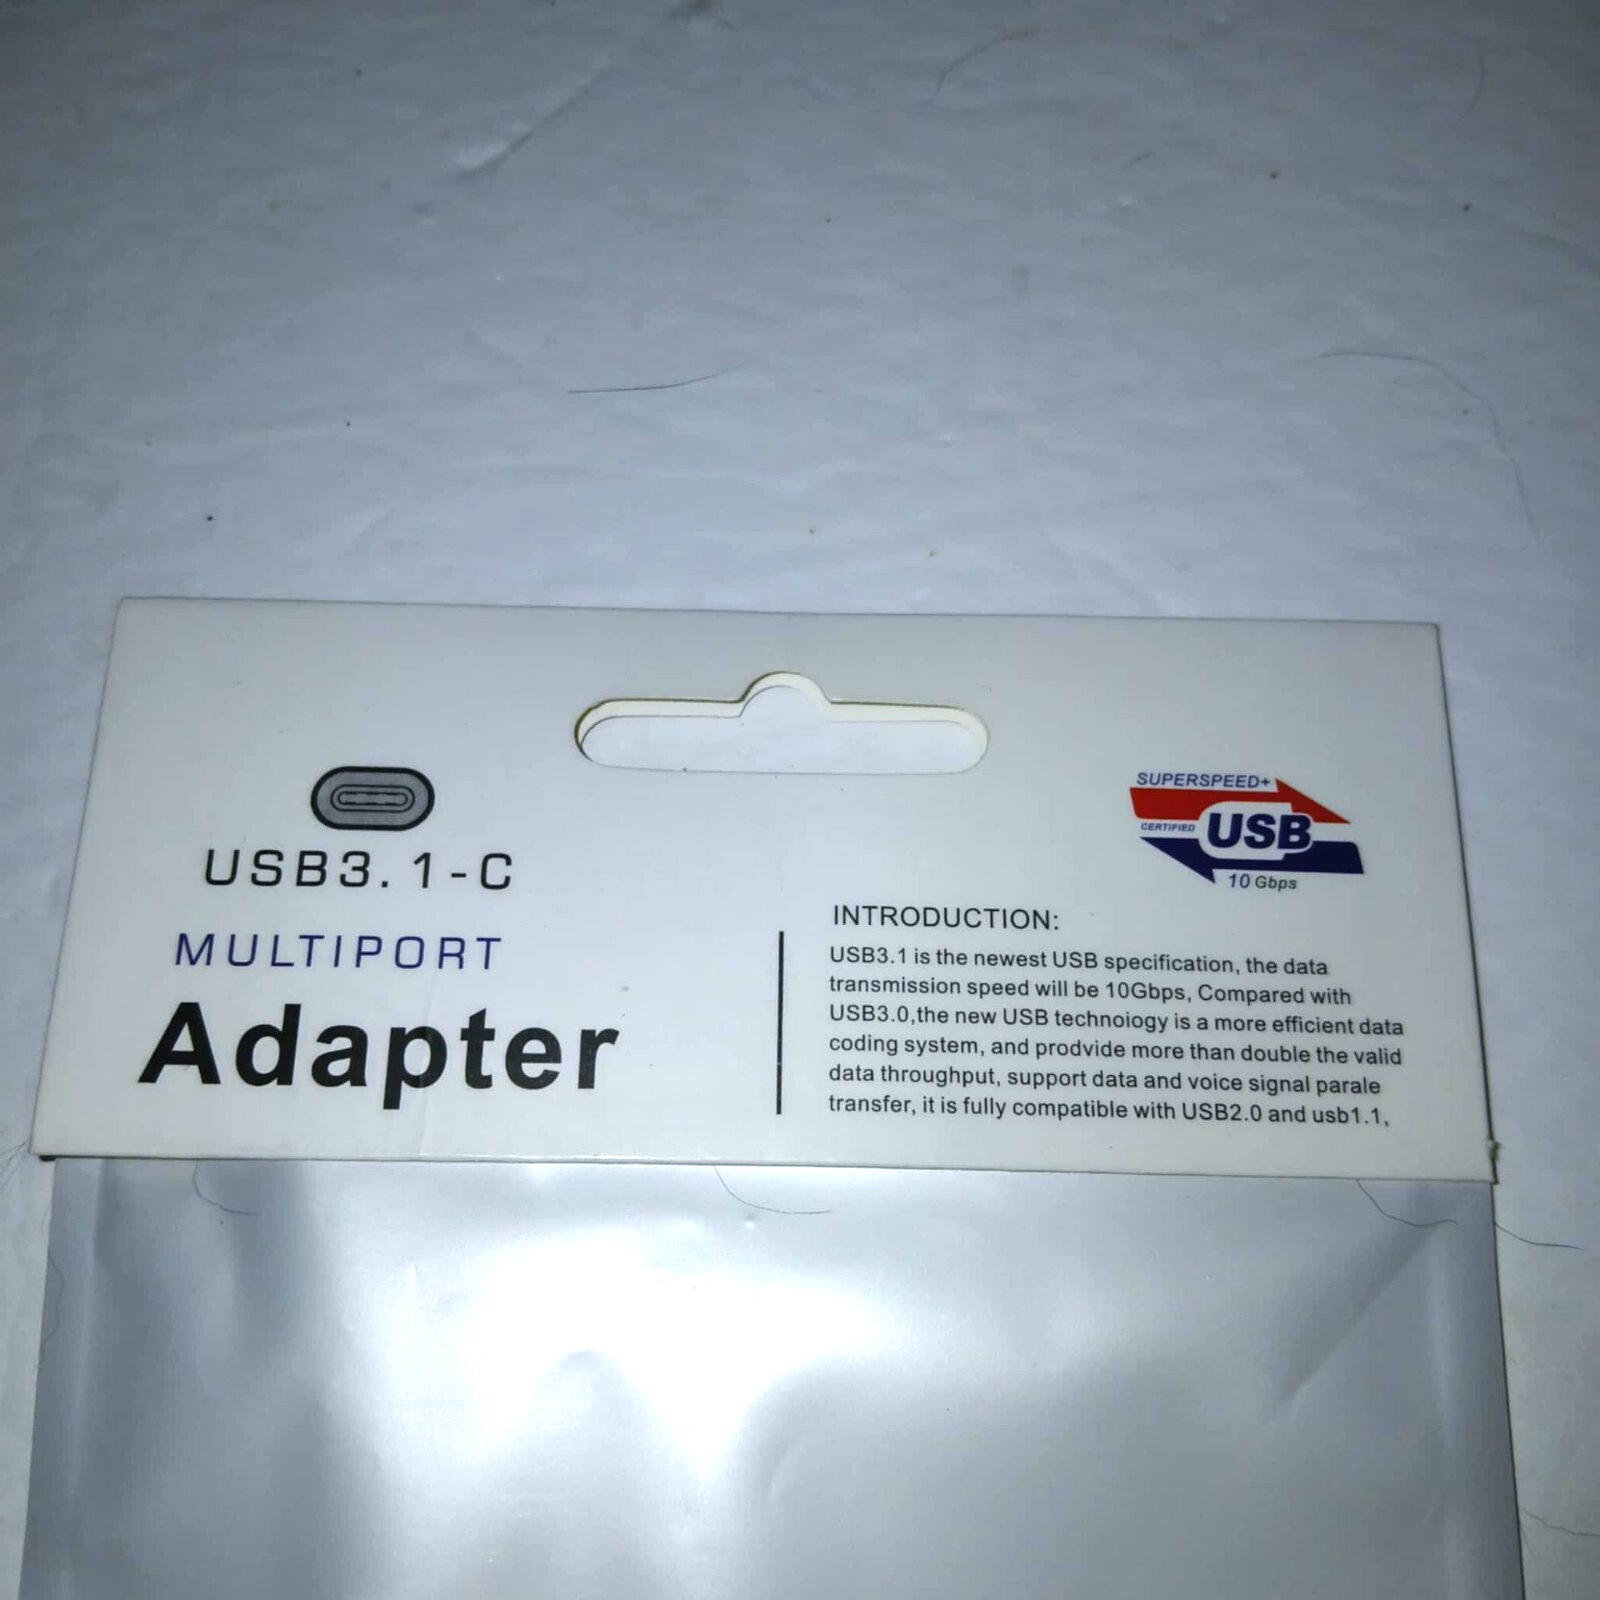 USB3.1-C
MULTIPORT
Adapter
SUPERSPEED+
CERTIFIED
USB
10 Gbps
INTRODUCTION:
USB3.1 is the newest USB specification, the data
transmission speed will be 10Gbps, Compared with
USB3.0,the new USB technoiogy is a more efficient data
coding system, and prodvide more than double the valid
data throughput, support data and voice signal parale
transfer, it is fully compatible with USB2.0 and usb1.1,